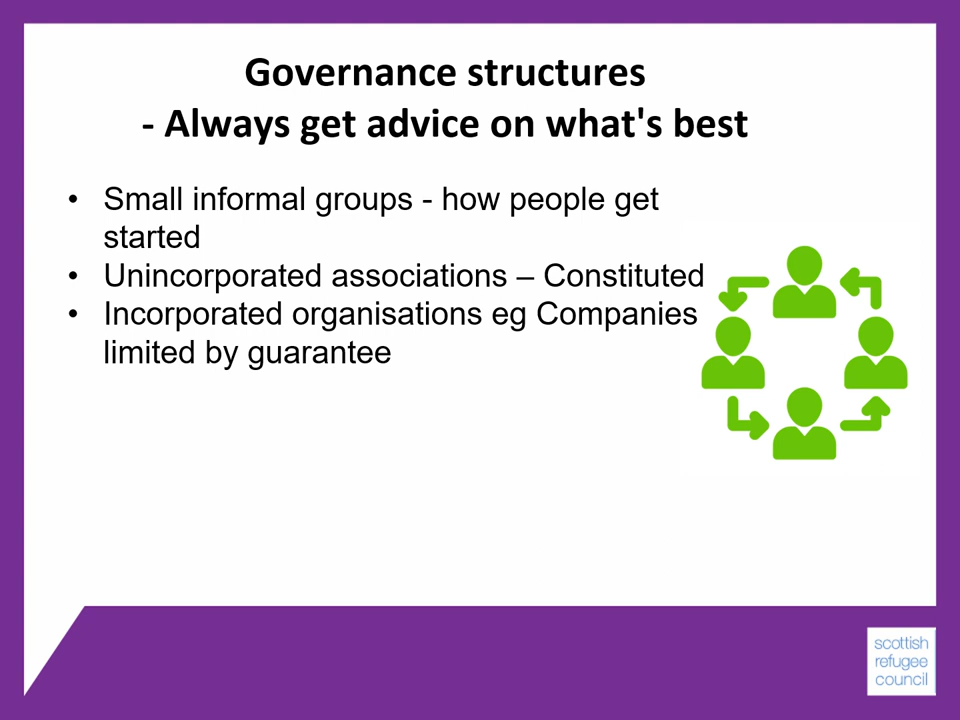 Governance structures
- Always get advice on what's best
• Small informal groups - how people get
started
• Unincorporated associations – Constituted
• Incorporated organisations eg Companies
limited by guarantee
scottish
refugee
council